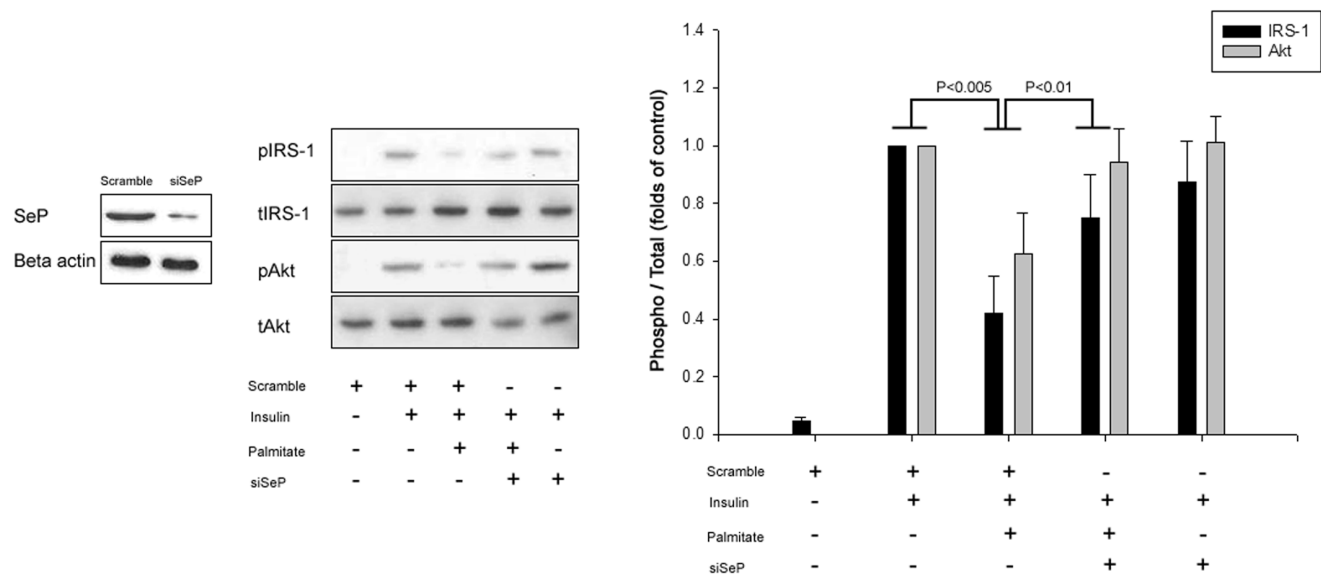 Scramble siSeP
SeP
Beta actin
pIRS-1
tIRS-1
pAkt
tAkt
Scramble + + + - -
Insulin - + + + +
Palmitate - - + + -
siSeP - - - + +
IRS-1
Akt
P<0.005 P<0.01
Phospho / Total (folds of control)
1.4
1.2
1.0
0.8
0.6
0.4
0.2
0.0
Scramble + + + - -
Insulin - + + + +
Palmitate - - + + -
siSeP - - - + +